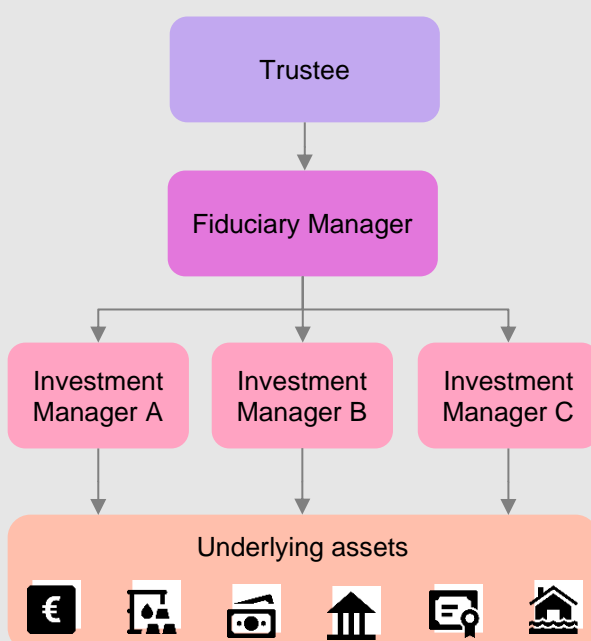 Trustee
Fiduciary Manager
Investment
Manager A
Investment
Manager B
Investment
Manager C
Underlying assets
€